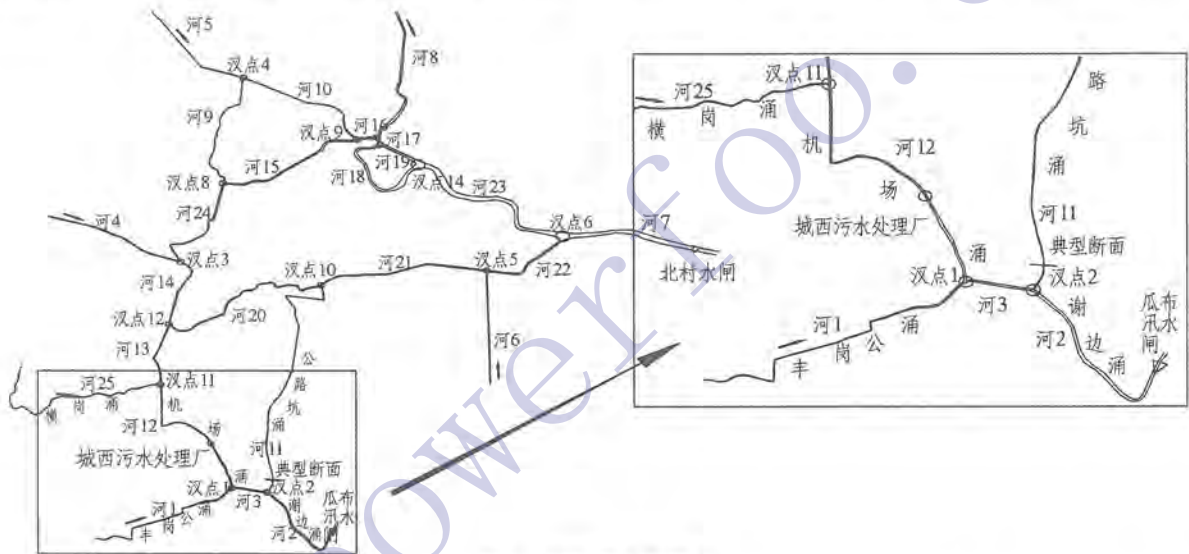 河5
河8
汊点4
河10
河9
河16
汊点9
河17
河19
河15
河18
汊点14
河23
汊点8
河24
河4
汊点6
河7
汊点3
汊点10
河21
汊点5
河22
北村水闸
河14
河20
汊点12
河6
河13
公路坑涌
河25
汊点11
横岗涌
机场涌
河12
河11
城西污水处理厂
典型断面
汊点1
汊点2
河3
瓜布汛水闸
河1
丰岗公涌
谢边涌
河2
汊点11
河25
横岗涌
路坑涌
机场涌
河12
河11
城西污水处理厂
典型断面
汊点1
汊点2
河3
谢边涌
瓜布汛水闸
河1
河2
丰岗公涌
powerfoo.